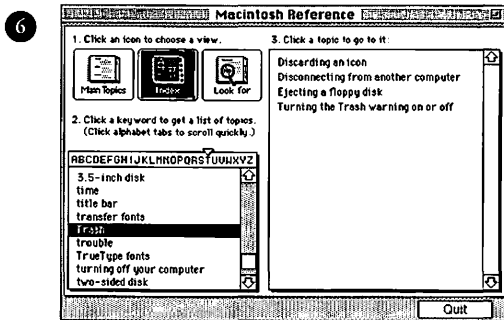 6
Macintosh Reference
1. Click an icon to choose a view.
Main Topics
Index
Look for
2. Click a keyword to get a list of topics.
(Click alphabet tabs to scroll quickly.)
ABCDEFGHIJKLMNOPQRSTUVWXYZ
3.5-inch disk
time
title bar
transfer fonts
Trash
trouble
TrueType fonts
turning off your computer
two-sided disk
3. Click a topic to go to it:
Discarding an icon
Disconnecting from another computer
Ejecting a floppy disk
Turning the Trash warning on or off
Quit